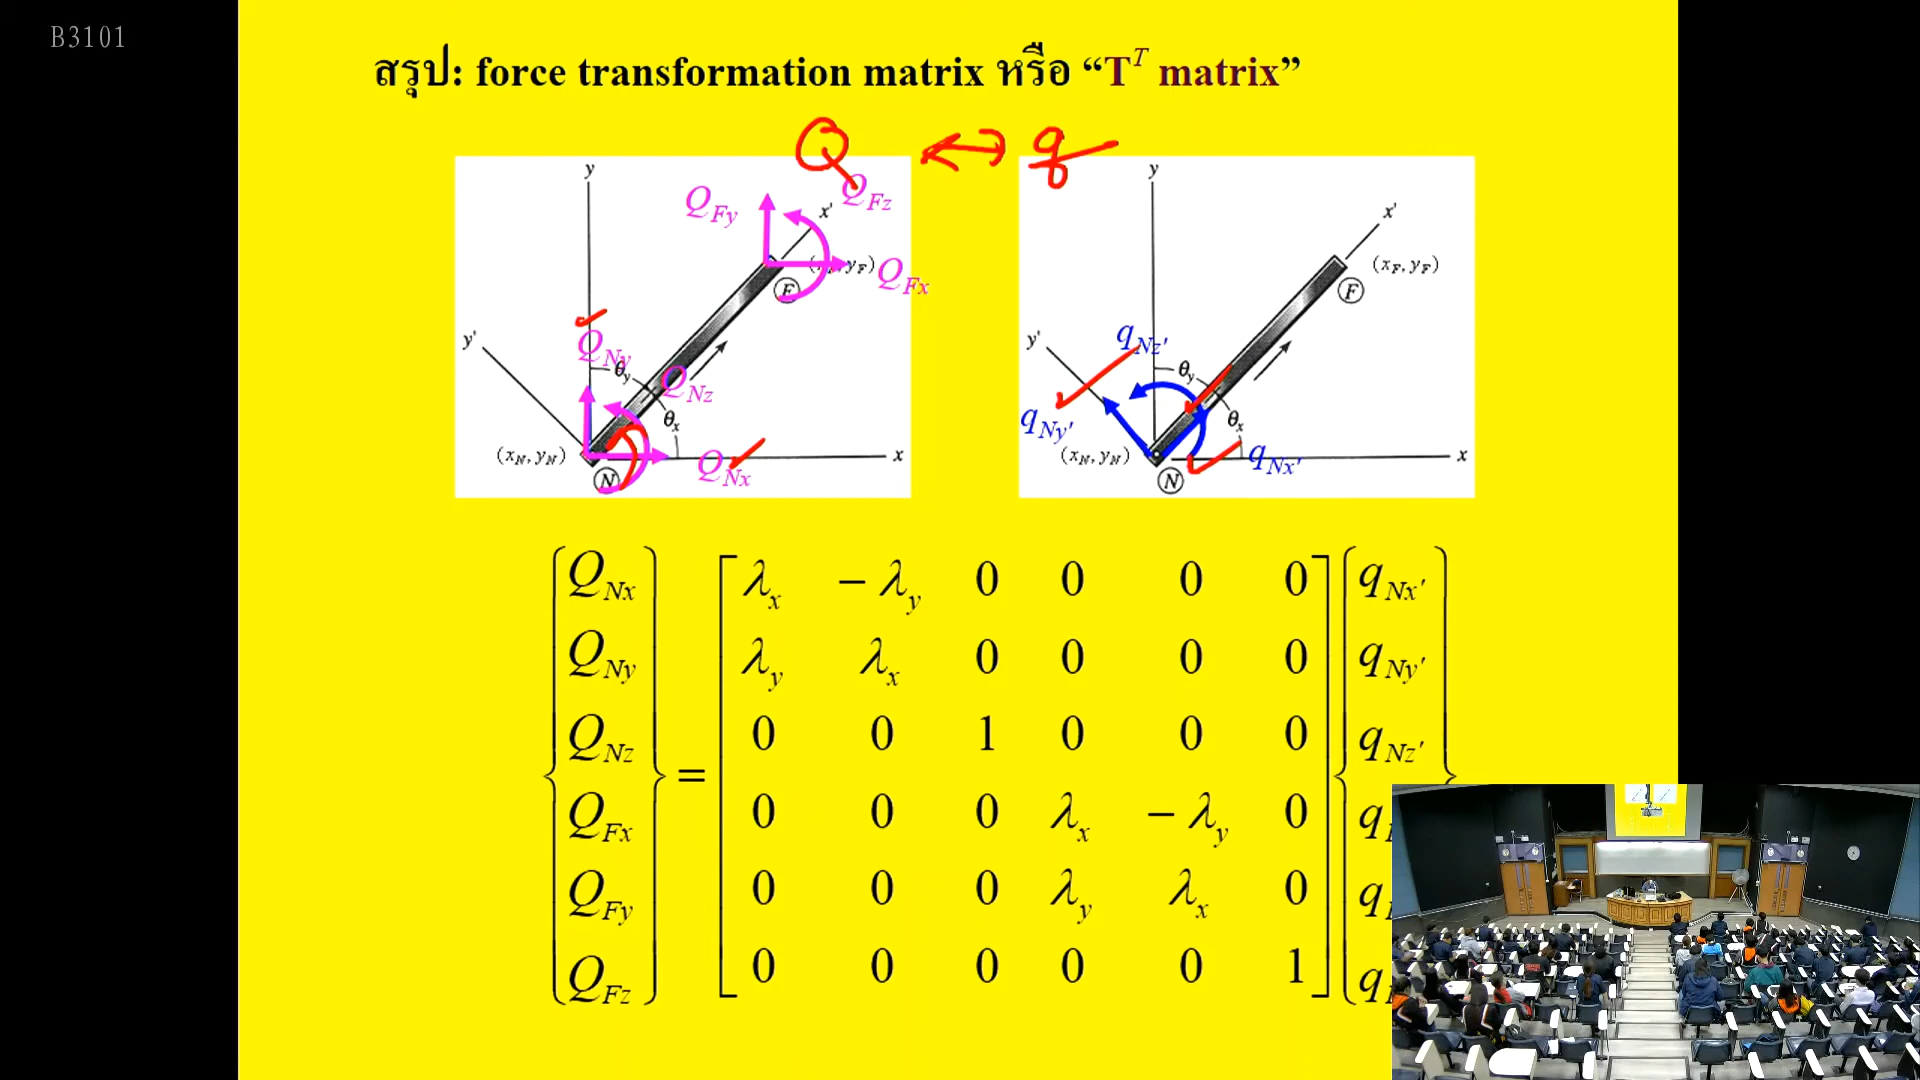 B3101
สรุป: force transformation matrix หรือ “T^T matrix”
Q ↔ q
y
Q_Fy
Q_Fz
x'
y_F)
Q_Fx
F
y'
Q_Ny
θ_y
Q_Nz
θ_x
(x_N, y_N)
Q_Nx
x
N
y
x'
(x_F, y_F)
F
y'
q_Nz'
θ_y
q_Ny'
θ_x
(x_N, y_N)
q_Nx'
x
N
Q_Nx λ_x −λ_y 0 0 0 0 q_Nx'
Q_Ny λ_y λ_x 0 0 0 0 q_Ny'
Q_Nz 0 0 1 0 0 0 q_Nz'
=
Q_Fx 0 0 0 λ_x −λ_y 0 q
Q_Fy 0 0 0 λ_y λ_x 0 q
Q_Fz 0 0 0 0 0 1 q